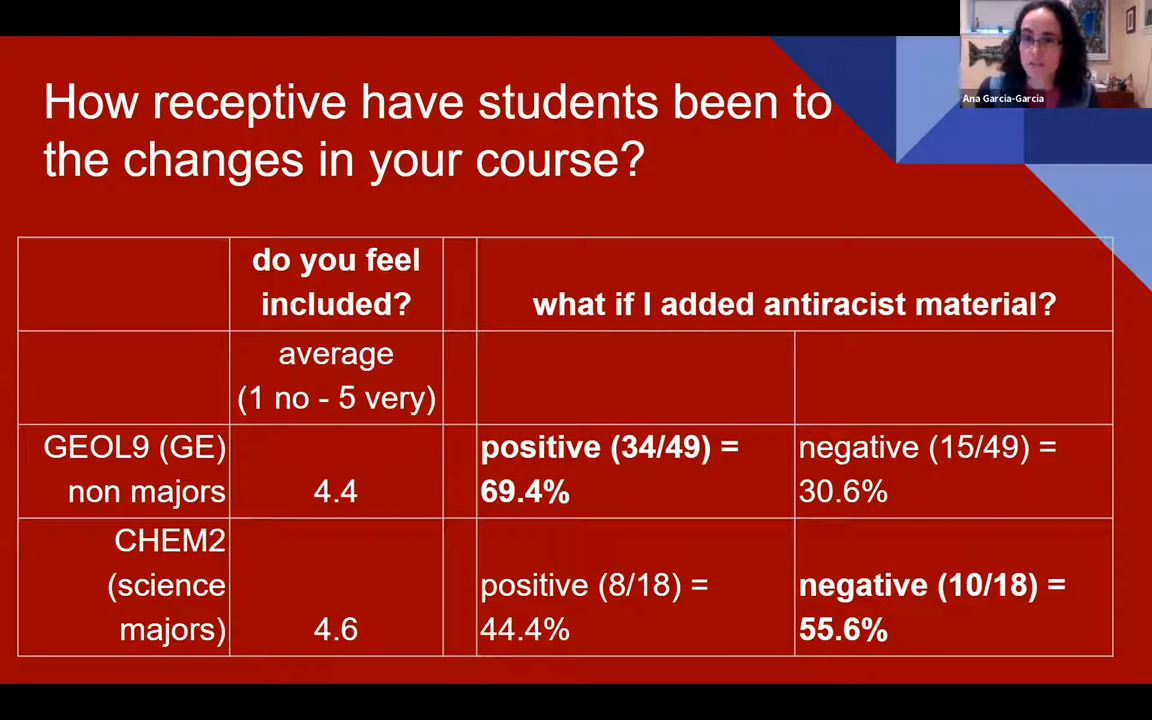 Ana Garcia-Garcia
How receptive have students been to
the changes in your course?
do you feel
included?
what if I added antiracist material?
average
(1 no - 5 very)
GEOL9 (GE)
non majors
4.4
positive (34/49) =
69.4%
negative (15/49) =
30.6%
CHEM2
(science
majors)
4.6
positive (8/18) =
44.4%
negative (10/18) =
55.6%